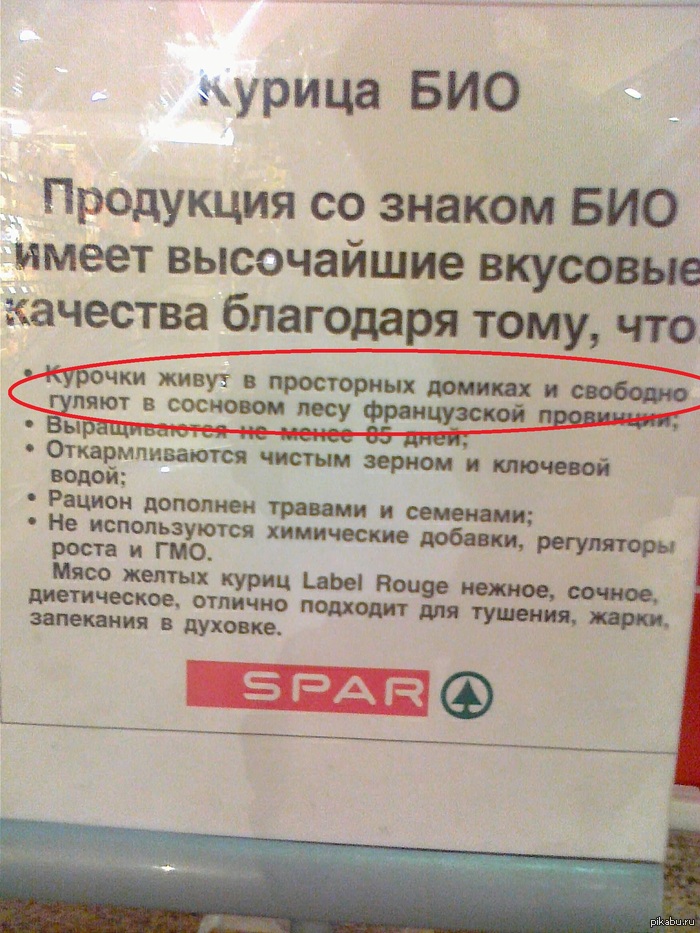 Курица БИО
Продукция со знаком БИО
имеет высочайшие вкусовые
качества благодаря тому, что
• Курочки живут в просторных домиках и свободно
гуляют в сосновом лесу французской провинции;
• Выращиваются не менее 85 дней;
• Откармливаются чистым зерном и ключевой
водой;
• Рацион дополнен травами и семенами;
• Не используются химические добавки, регуляторы
роста и ГМО.
Мясо желтых куриц Label Rouge нежное, сочное,
диетическое, отлично подходит для тушения, жарки,
запекания в духовке.
SPAR
pikabu.ru